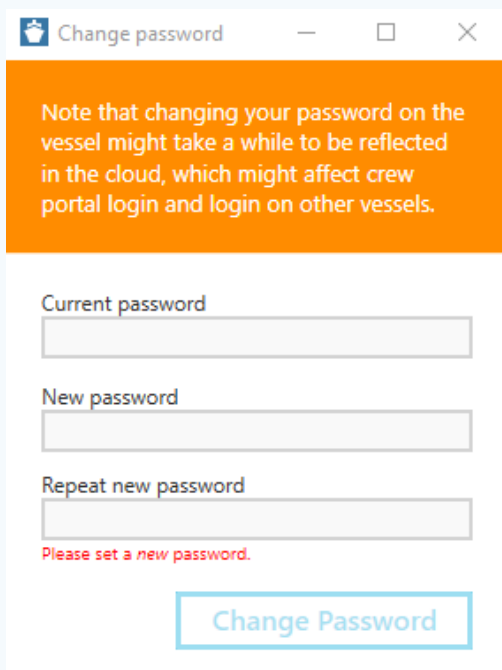 Change password
Note that changing your password on the
vessel might take a while to be reflected
in the cloud, which might affect crew
portal login and login on other vessels.
Current password
New password
Repeat new password
Please set a new password.
Change Password